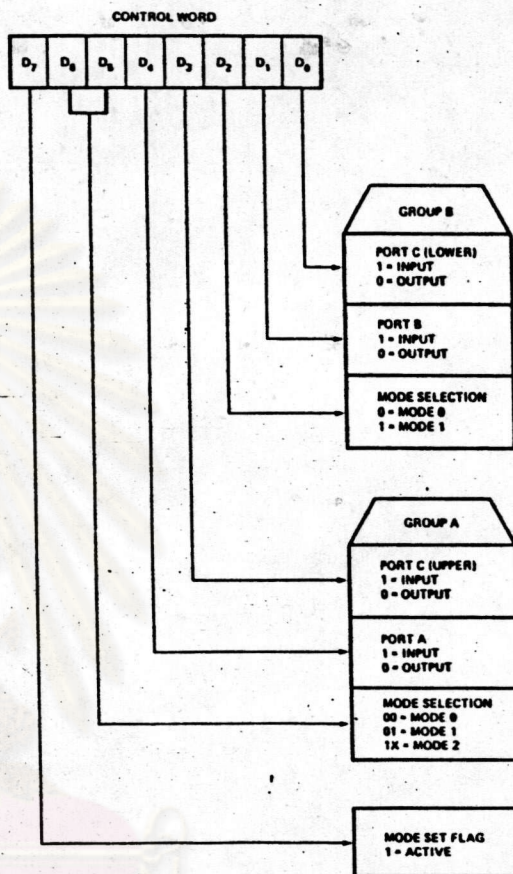 CONTROL WORD
D7 D6 D5 D4 D3 D2 D1 D0
GROUP B
PORT C (LOWER)
1 = INPUT
0 = OUTPUT
PORT B
1 = INPUT
0 = OUTPUT
MODE SELECTION
0 = MODE 0
1 = MODE 1
GROUP A
PORT C (UPPER)
1 = INPUT
0 = OUTPUT
PORT A
1 = INPUT
0 = OUTPUT
MODE SELECTION
00 = MODE 0
01 = MODE 1
1X = MODE 2
MODE SET FLAG
1 = ACTIVE